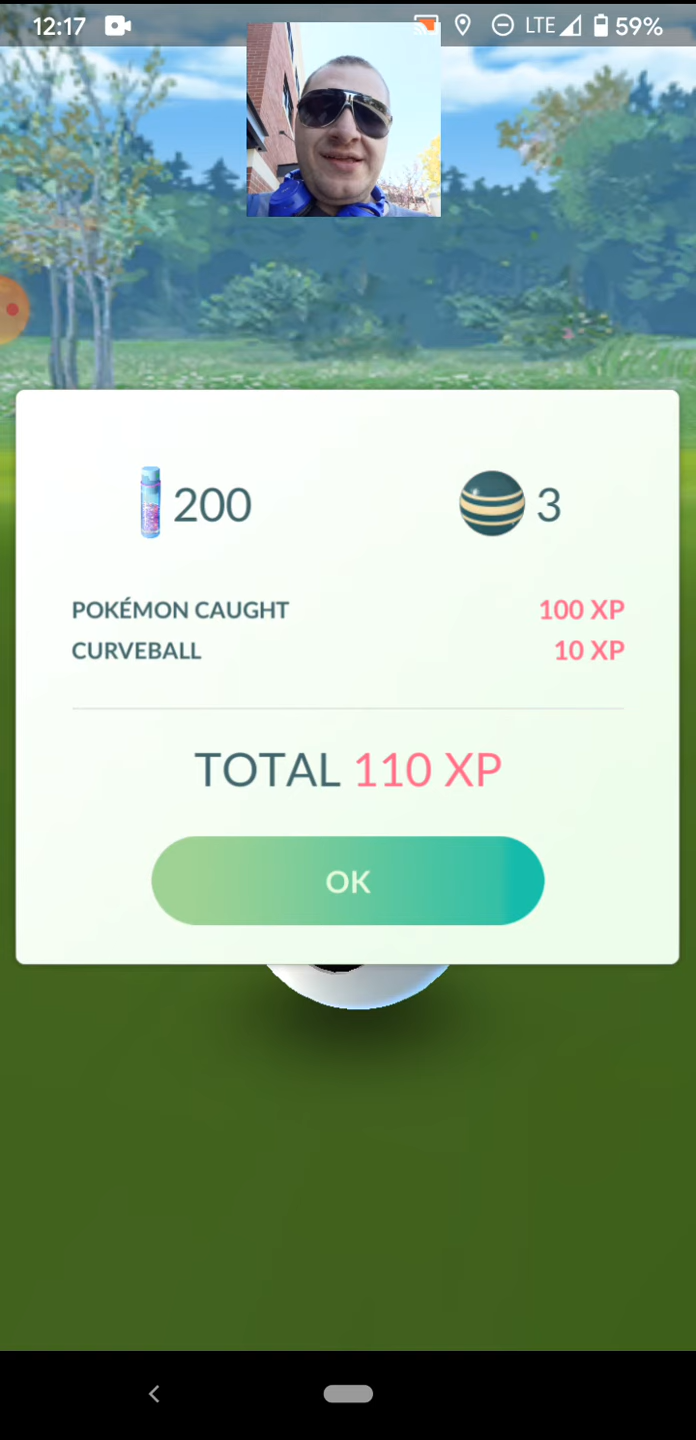 12:17 LTE 59%
200 3
POKÉMON CAUGHT 100 XP
CURVEBALL 10 XP
TOTAL 110 XP
OK